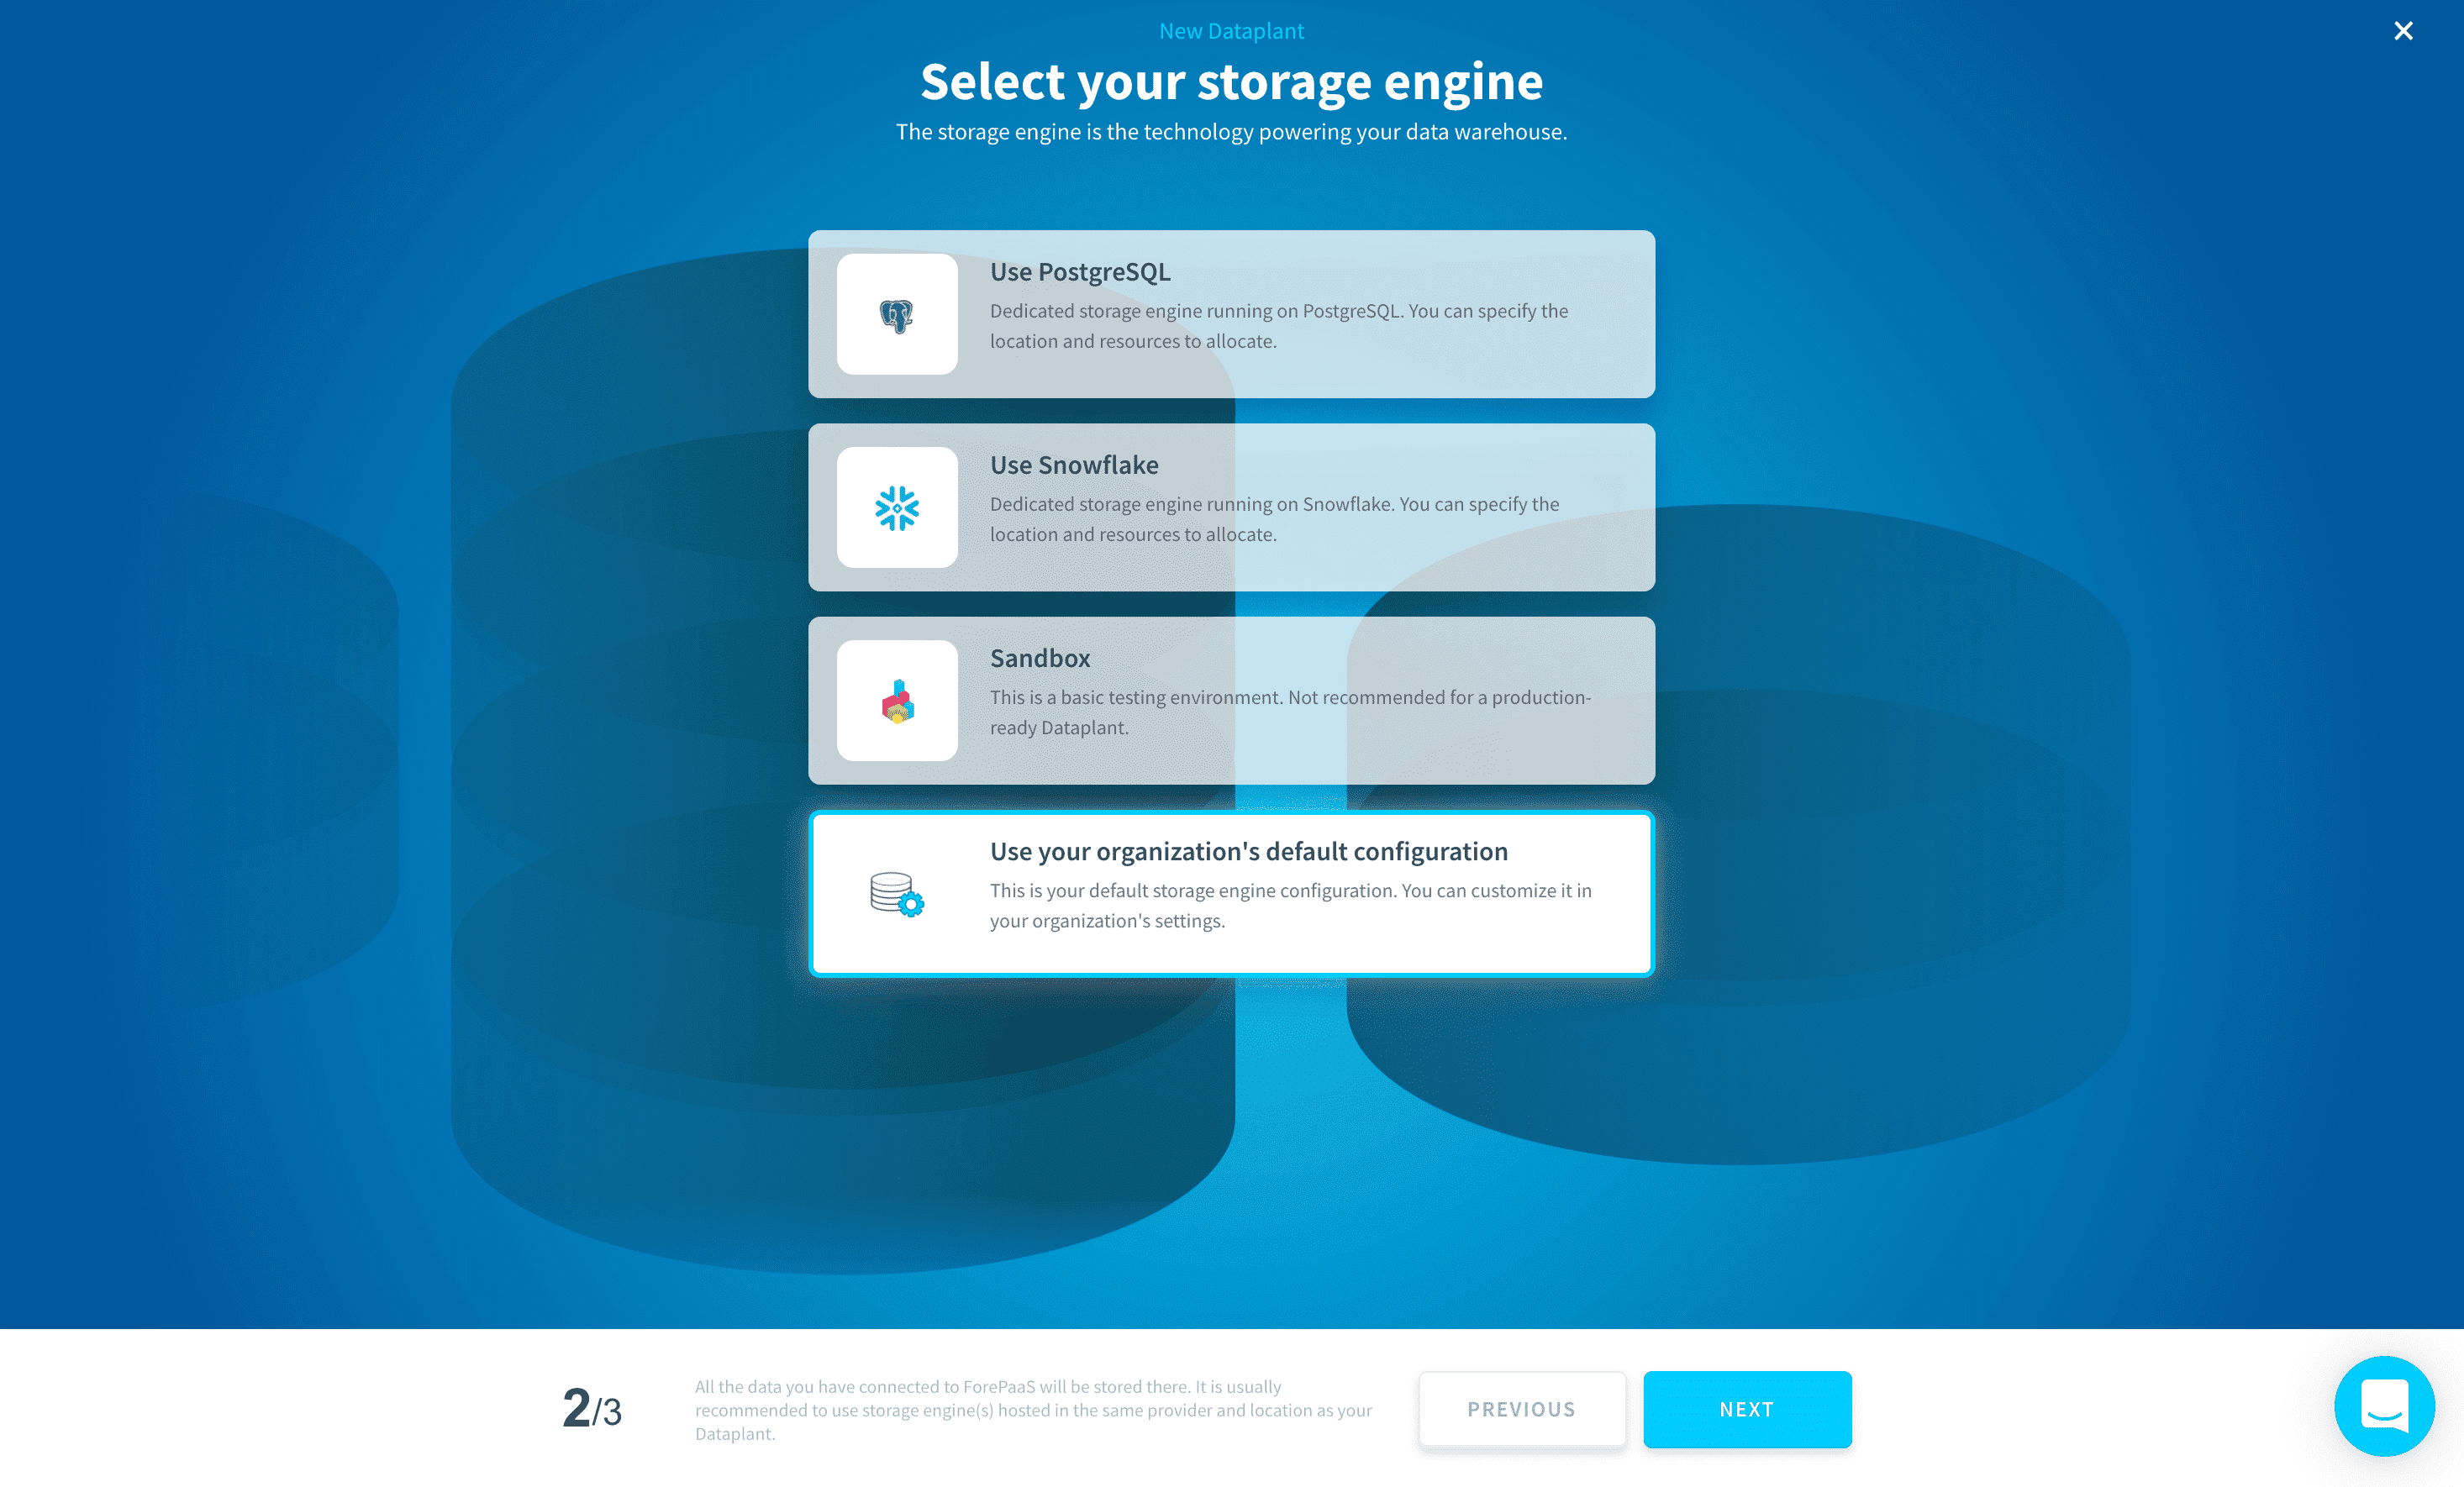 New Dataplant
Select your storage engine
The storage engine is the technology powering your data warehouse.
Use PostgreSQL
Dedicated storage engine running on PostgreSQL. You can specify the
location and resources to allocate.
Use Snowflake
Dedicated storage engine running on Snowflake. You can specify the
location and resources to allocate.
Sandbox
This is a basic testing environment. Not recommended for a production-
ready Dataplant.
Use your organization's default configuration
This is your default storage engine configuration. You can customize it in
your organization's settings.
2/3
All the data you have connected to ForePaaS will be stored there. It is usually
recommended to use storage engine(s) hosted in the same provider and location as your
Dataplant.
PREVIOUS
NEXT